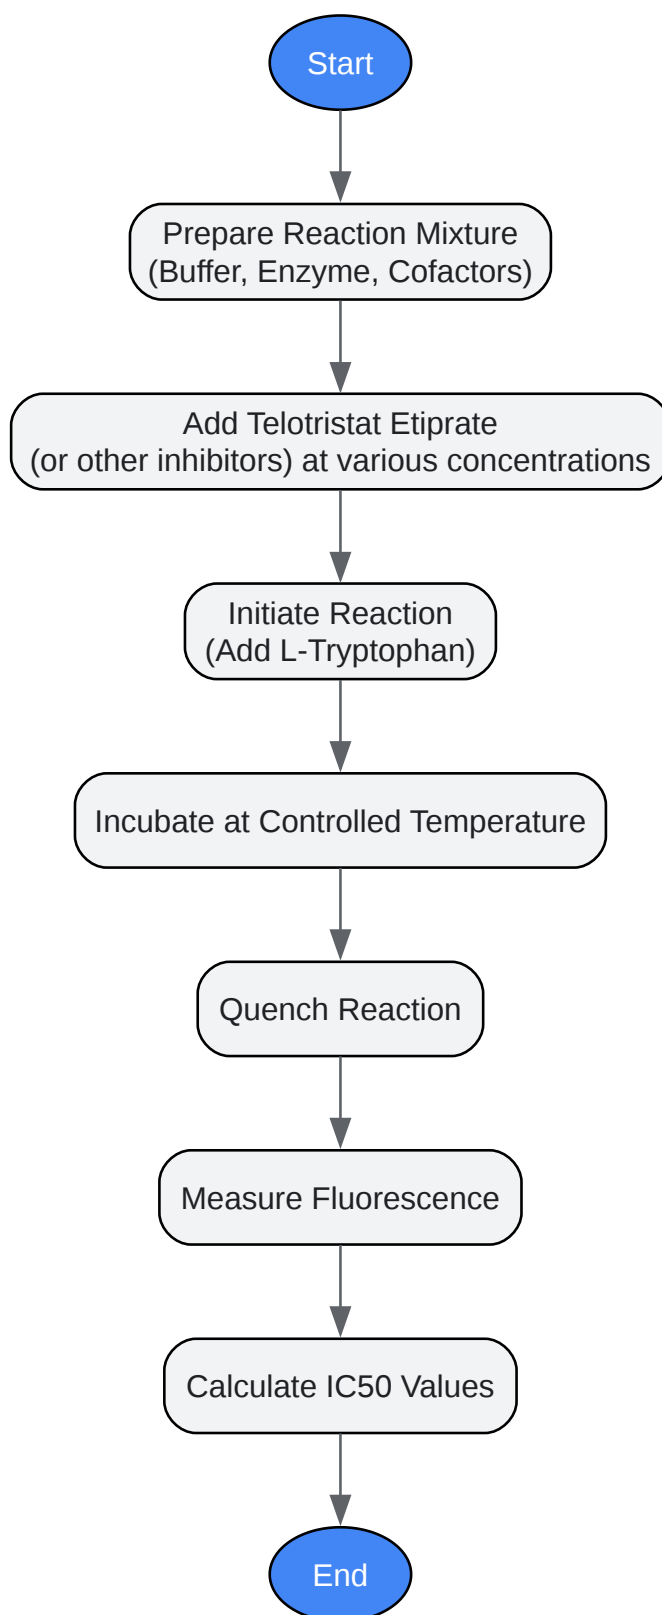 Start
Prepare Reaction Mixture
(Buffer, Enzyme, Cofactors)
Add Telotristat Etiprate
(or other inhibitors) at various concentrations
Initiate Reaction
(Add L-Tryptophan)
Incubate at Controlled Temperature
Quench Reaction
Measure Fluorescence
Calculate IC50 Values
End